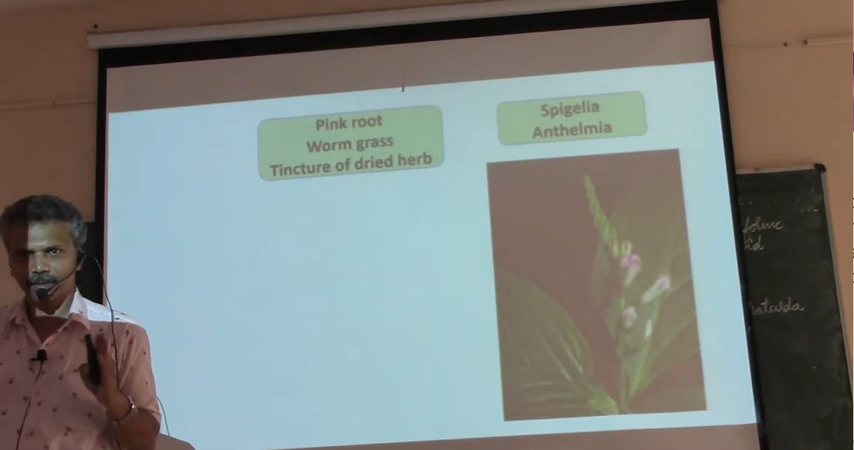 Pink root
Worm grass
Tincture of dried herb
Spigelia
Anthelmia